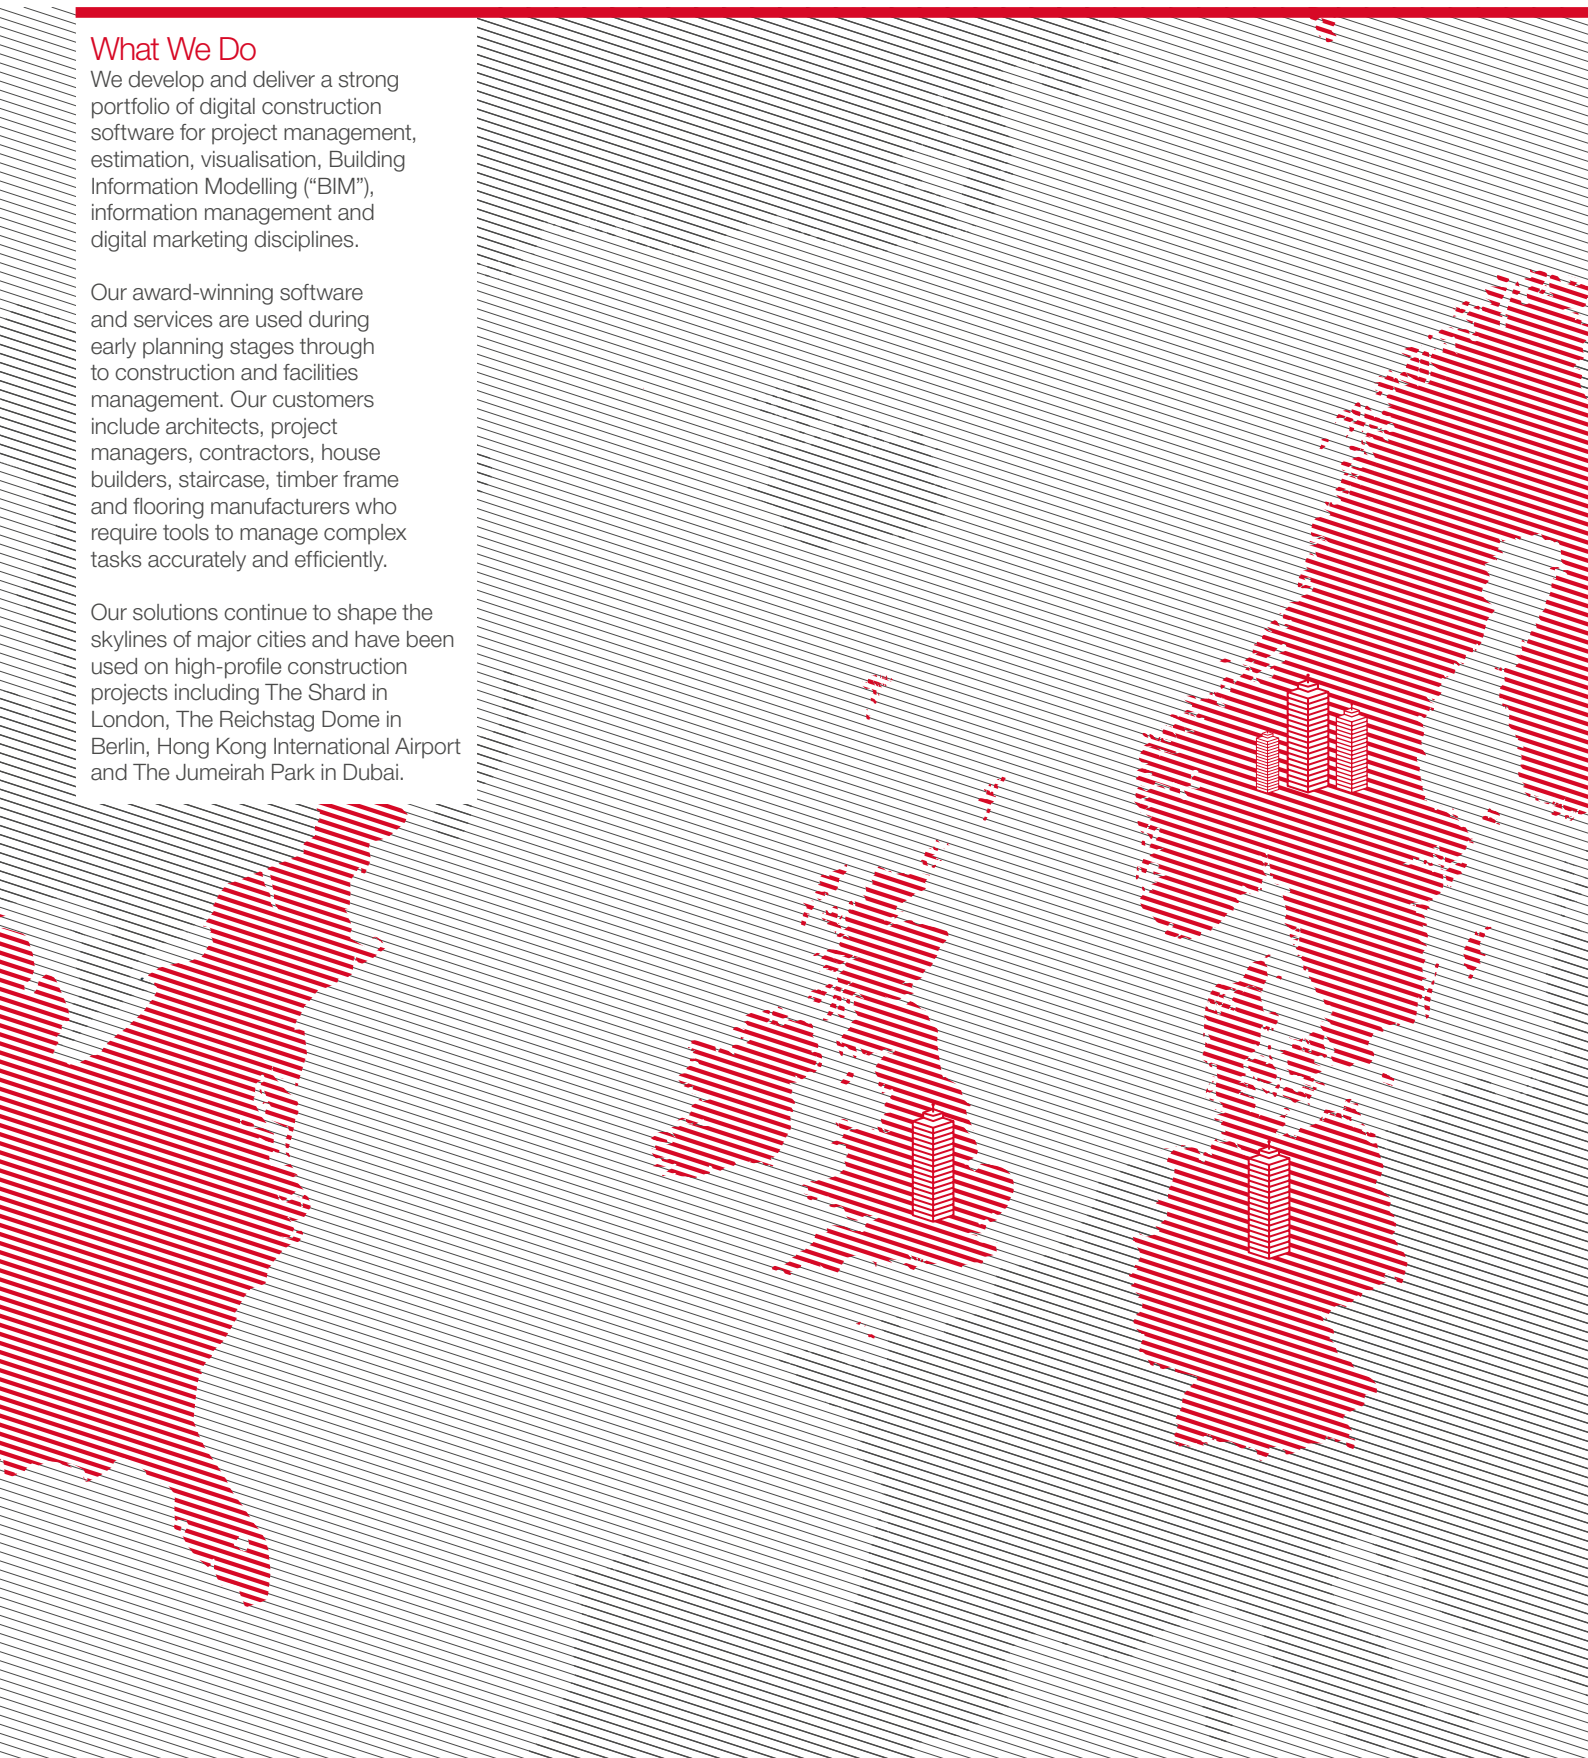 What We Do
We develop and deliver a strong
portfolio of digital construction
software for project management,
estimation, visualisation, Building
Information Modelling (“BIM”),
information management and
digital marketing disciplines.
Our award-winning software
and services are used during
early planning stages through
to construction and facilities
management. Our customers
include architects, project
managers, contractors, house
builders, staircase, timber frame
and flooring manufacturers who
require tools to manage complex
tasks accurately and efficiently.
Our solutions continue to shape the
skylines of major cities and have been
used on high-profile construction
projects including The Shard in
London, The Reichstag Dome in
Berlin, Hong Kong International Airport
and The Jumeirah Park in Dubai.